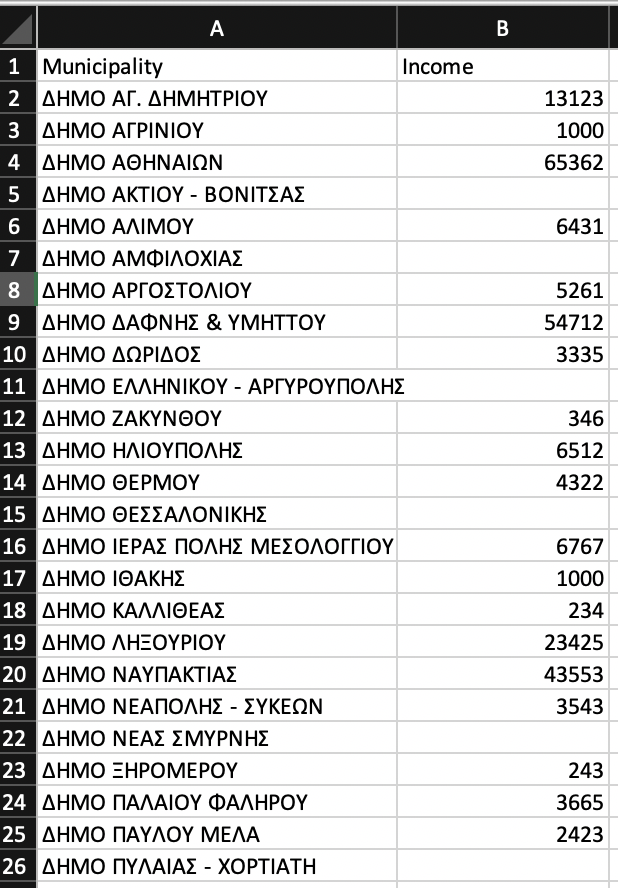 A B
1 Municipality Income
2 ΔΗΜΟ ΑΓ. ΔΗΜΗΤΡΙΟΥ 13123
3 ΔΗΜΟ ΑΓΡΙΝΙΟΥ 1000
4 ΔΗΜΟ ΑΘΗΝΑΙΩΝ 65362
5 ΔΗΜΟ ΑΚΤΙΟΥ - ΒΟΝΙΤΣΑΣ
6 ΔΗΜΟ ΑΛΙΜΟΥ 6431
7 ΔΗΜΟ ΑΜΦΙΛΟΧΙΑΣ
8 ΔΗΜΟ ΑΡΓΟΣΤΟΛΙΟΥ 5261
9 ΔΗΜΟ ΔΑΦΝΗΣ & ΥΜΗΤΤΟΥ 54712
10 ΔΗΜΟ ΔΩΡΙΔΟΣ 3335
11 ΔΗΜΟ ΕΛΛΗΝΙΚΟΥ - ΑΡΓΥΡΟΥΠΟΛΗΣ
12 ΔΗΜΟ ΖΑΚΥΝΘΟΥ 346
13 ΔΗΜΟ ΗΛΙΟΥΠΟΛΗΣ 6512
14 ΔΗΜΟ ΘΕΡΜΟΥ 4322
15 ΔΗΜΟ ΘΕΣΣΑΛΟΝΙΚΗΣ
16 ΔΗΜΟ ΙΕΡΑΣ ΠΟΛΗΣ ΜΕΣΟΛΟΓΓΙΟΥ 6767
17 ΔΗΜΟ ΙΘΑΚΗΣ 1000
18 ΔΗΜΟ ΚΑΛΛΙΘΕΑΣ 234
19 ΔΗΜΟ ΛΗΞΟΥΡΙΟΥ 23425
20 ΔΗΜΟ ΝΑΥΠΑΚΤΙΑΣ 43553
21 ΔΗΜΟ ΝΕΑΠΟΛΗΣ - ΣΥΚΕΩΝ 3543
22 ΔΗΜΟ ΝΕΑΣ ΣΜΥΡΝΗΣ
23 ΔΗΜΟ ΞΗΡΟΜΕΡΟΥ 243
24 ΔΗΜΟ ΠΑΛΑΙΟΥ ΦΑΛΗΡΟΥ 3665
25 ΔΗΜΟ ΠΑΥΛΟΥ ΜΕΛΑ 2423
26 ΔΗΜΟ ΠΥΛΑΙΑΣ - ΧΟΡΤΙΑΤΗ